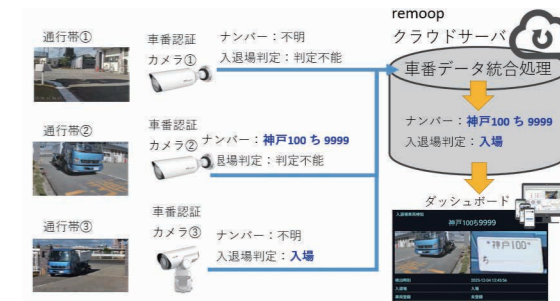 remoop
クラウドサーバ
車番データ統合処理
ナンバー：神戸100 ち 9999
入退場判定：入場
ダッシュボード
通行帯①
車番認証
カメラ①
ナンバー：不明
入退場判定：判定不能
通行帯②
車番認証
カメラ②
ナンバー：神戸100 ち 9999
退場判定：判定不能
通行帯③
車番認証
カメラ③
ナンバー：不明
入退場判定：入場
神戸100ち9999
"神戸100"
ち
入場